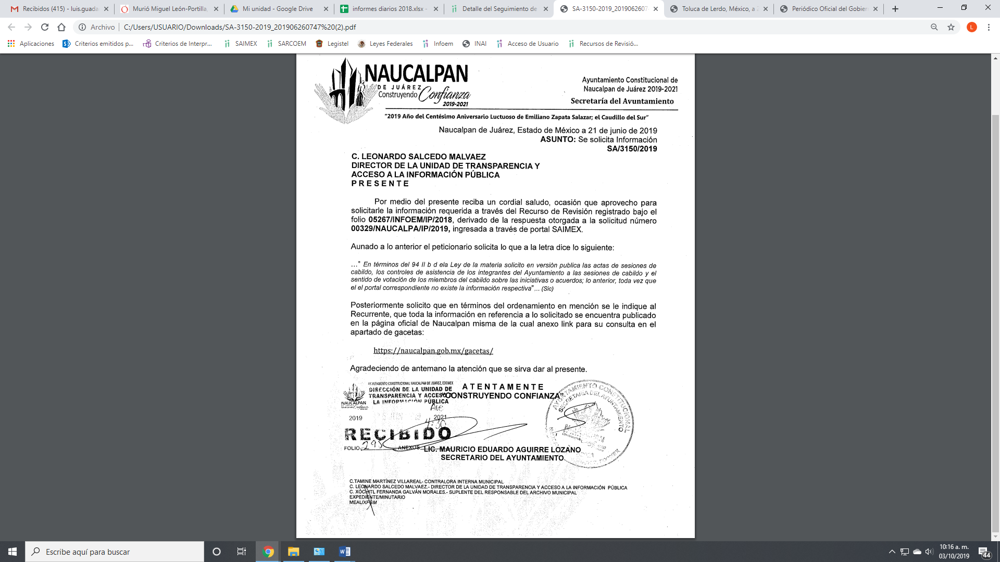 Recibidos (415) - luis.guada
Murió Miguel León-Portilla,
Mi unidad - Google Drive
informes diarios 2018.xlsx -
Detalle del Seguimiento de
SA-3150-2019_2019062607
Toluca de Lerdo, México, a
Periódico Oficial del Gobier
Archivo
C:/Users/USUARIO/Downloads/SA-3150-2019_201906260747%20(2).pdf
L
Aplicaciones
Criterios emitidos p...
Criterios de Interpr...
SAIMEX
SARCOEM
Legistel
Leyes Federales
Infoem
INAI
Acceso de Usuario
Recursos de Revisió...
NAUCALPAN
DE JUÁREZ
Construyendo Confianza
2019-2021
Ayuntamiento Constitucional de
Naucalpan de Juárez 2019-2021
Secretaría del Ayuntamiento
"2019 Año del Centésimo Aniversario Luctuoso de Emiliano Zapata Salazar; el Caudillo del Sur"
Naucalpan de Juárez, Estado de México a 21 de junio de 2019
ASUNTO: Se solicita Información
SA/3150/2019
C. LEONARDO SALCEDO MALVAEZ
DIRECTOR DE LA UNIDAD DE TRANSPARENCIA Y
ACCESO A LA INFORMACIÓN PÚBLICA
P R E S E N T E
Por medio del presente reciba un cordial saludo, ocasión que aprovecho para
solicitarle la información requerida a través del Recurso de Revisión registrado bajo el
folio 05267/INFOEM/IP/2018, derivado de la respuesta otorgada a la solicitud número
00329/NAUCALPA/IP/2019, ingresada a través de portal SAIMEX.
Aunado a lo anterior el peticionario solicita lo que a la letra dice lo siguiente:
..." En términos del 94 II b d ela Ley de la materia solicito en versiòn publica las actas de sesiones de
cabildo, los controles de asistencia de los integrantes del Ayuntamiento a las sesiones de cabildo y el
sentido de votación de los miembros del cabildo sobre las iniciativas o acuerdos; lo anterior, toda vez que
el el portal correspondiente no existe la información respectiva"... (Sic)
Posteriormente solicito que en términos del ordenamiento en mención se le indique al
Recurrente, que toda la información en referencia a lo solicitado se encuentra publicado
en la página oficial de Naucalpan misma de la cual anexo link para su consulta en el
apartado de gacetas:
https://naucalpan.gob.mx/gacetas/
Agradeciendo de antemano la atención que se sirva dar al presente.
AYUNTAMIENTO CONSTITUCIONAL NAUCALPAN DE JUÁREZ, EDOMEX
DIRECCIÓN DE LA UNIDAD DE
TRANSPARENCIA Y ACCESO A
LA INFORMACIÓN PÚBLICA
NAUCALPAN
2019
2021
4:30
RECIBIDO
FOLIO
ANEXOS
A T E N T A M E N T E
"CONSTRUYENDO CONFIANZA"
AYUNTAMIENTO CONSTITUCIONAL
SECRETARIA DEL AYUNTAMIENTO
LIC. MAURICIO EDUARDO AGUIRRE LOZANO
SECRETARIO DEL AYUNTAMIENTO
C.TAMINE MARTÍNEZ VILLAREAL- CONTRALORA INTERNA MUNICIPAL
C. LEONARDO SALCEDO MALVAEZ.- DIRECTOR DE LA UNIDAD DE TRANSPARENCIA Y ACCESO A LA INFORMACIÓN PÚBLICA
C. XÓCHITL FERNANDA GALVÁN MORALES.- SUPLENTE DEL RESPONSABLE DEL ARCHIVO MUNICIPAL
EXPEDIENTE/MINUTARIO
MEAL/XFGM
Escribe aquí para buscar
10:16 a. m.
03/10/2019
44